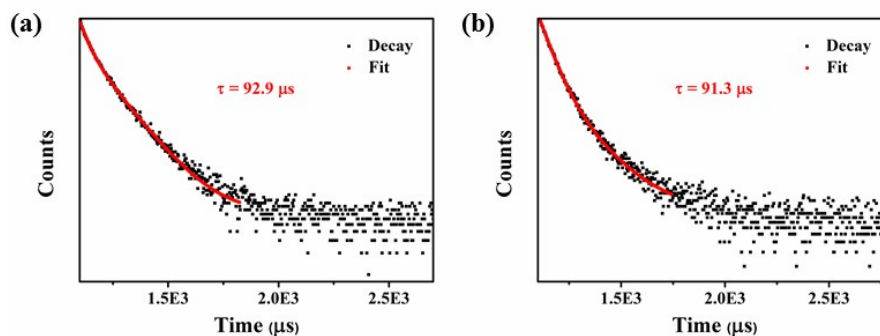 (a)
Decay
Fit
τ = 92.9 μs
Counts
1.5E3 2.0E3 2.5E3
Time (μs)
(b)
Decay
Fit
τ = 91.3 μs
Counts
1.5E3 2.0E3 2.5E3
Time (μs)